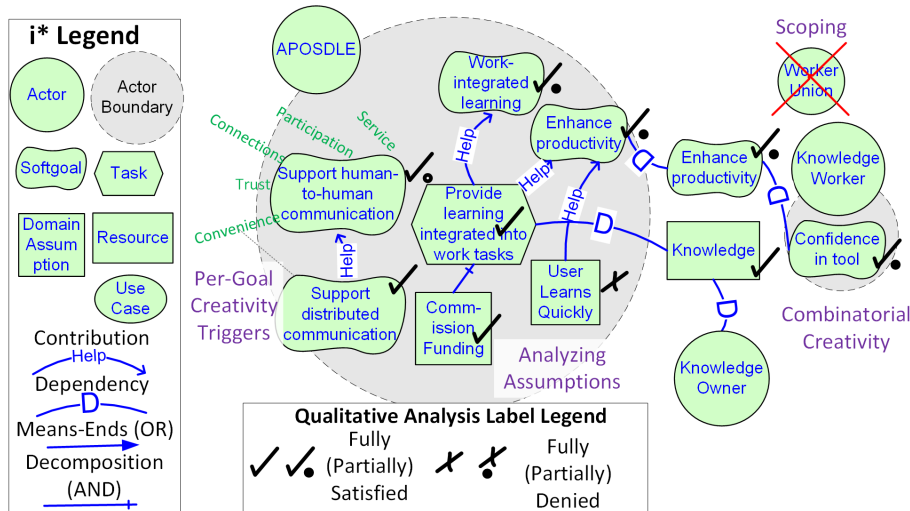 i* Legend
Actor
Actor
Boundary
Softgoal
Task
Domain
Assum
ption
Resource
Use
Case
Contribution
Help
Dependency
D
Means-Ends (OR)
Decomposition
(AND)
APOSDLE
Connections
Participation
Service
Trust
Convenience
Work-
integrated
learning
Help
Enhance
productivity
Help
Help
Support human-
to-human
communication
Help
Support
distributed
communication
Provide
learning
integrated into
work tasks
Comm-
ission
Funding
User
Learns
Quickly
Per-Goal
Creativity
Triggers
Analyzing
Assumptions
D
D
Enhance
productivity
D
Knowledge
D
Knowledge
Owner
Scoping
Worker
Union
Knowledge
Worker
Confidence
in tool
Combinatorial
Creativity
Qualitative Analysis Label Legend
Fully
(Partially)
Satisfied
Fully
(Partially)
Denied